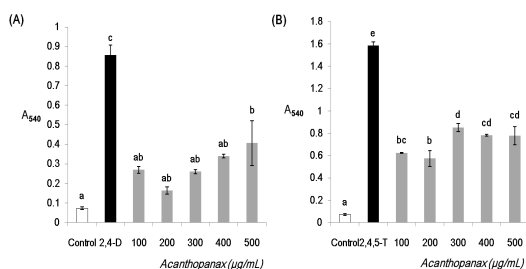 (A)
1
0.9
0.8
0.7
0.6
0.5
0.4
0.3
0.2
0.1
0
A540
a
c
ab
ab
ab
ab
b
Control 2,4-D 100 200 300 400 500
Acanthopanax (µg/mL)
(B)
1.8
1.6
1.4
1.2
1
0.8
0.6
0.4
0.2
0
A540
a
e
bc
b
d
cd
cd
Control 2,4,5-T 100 200 300 400 500
Acanthopanax (µg/mL)